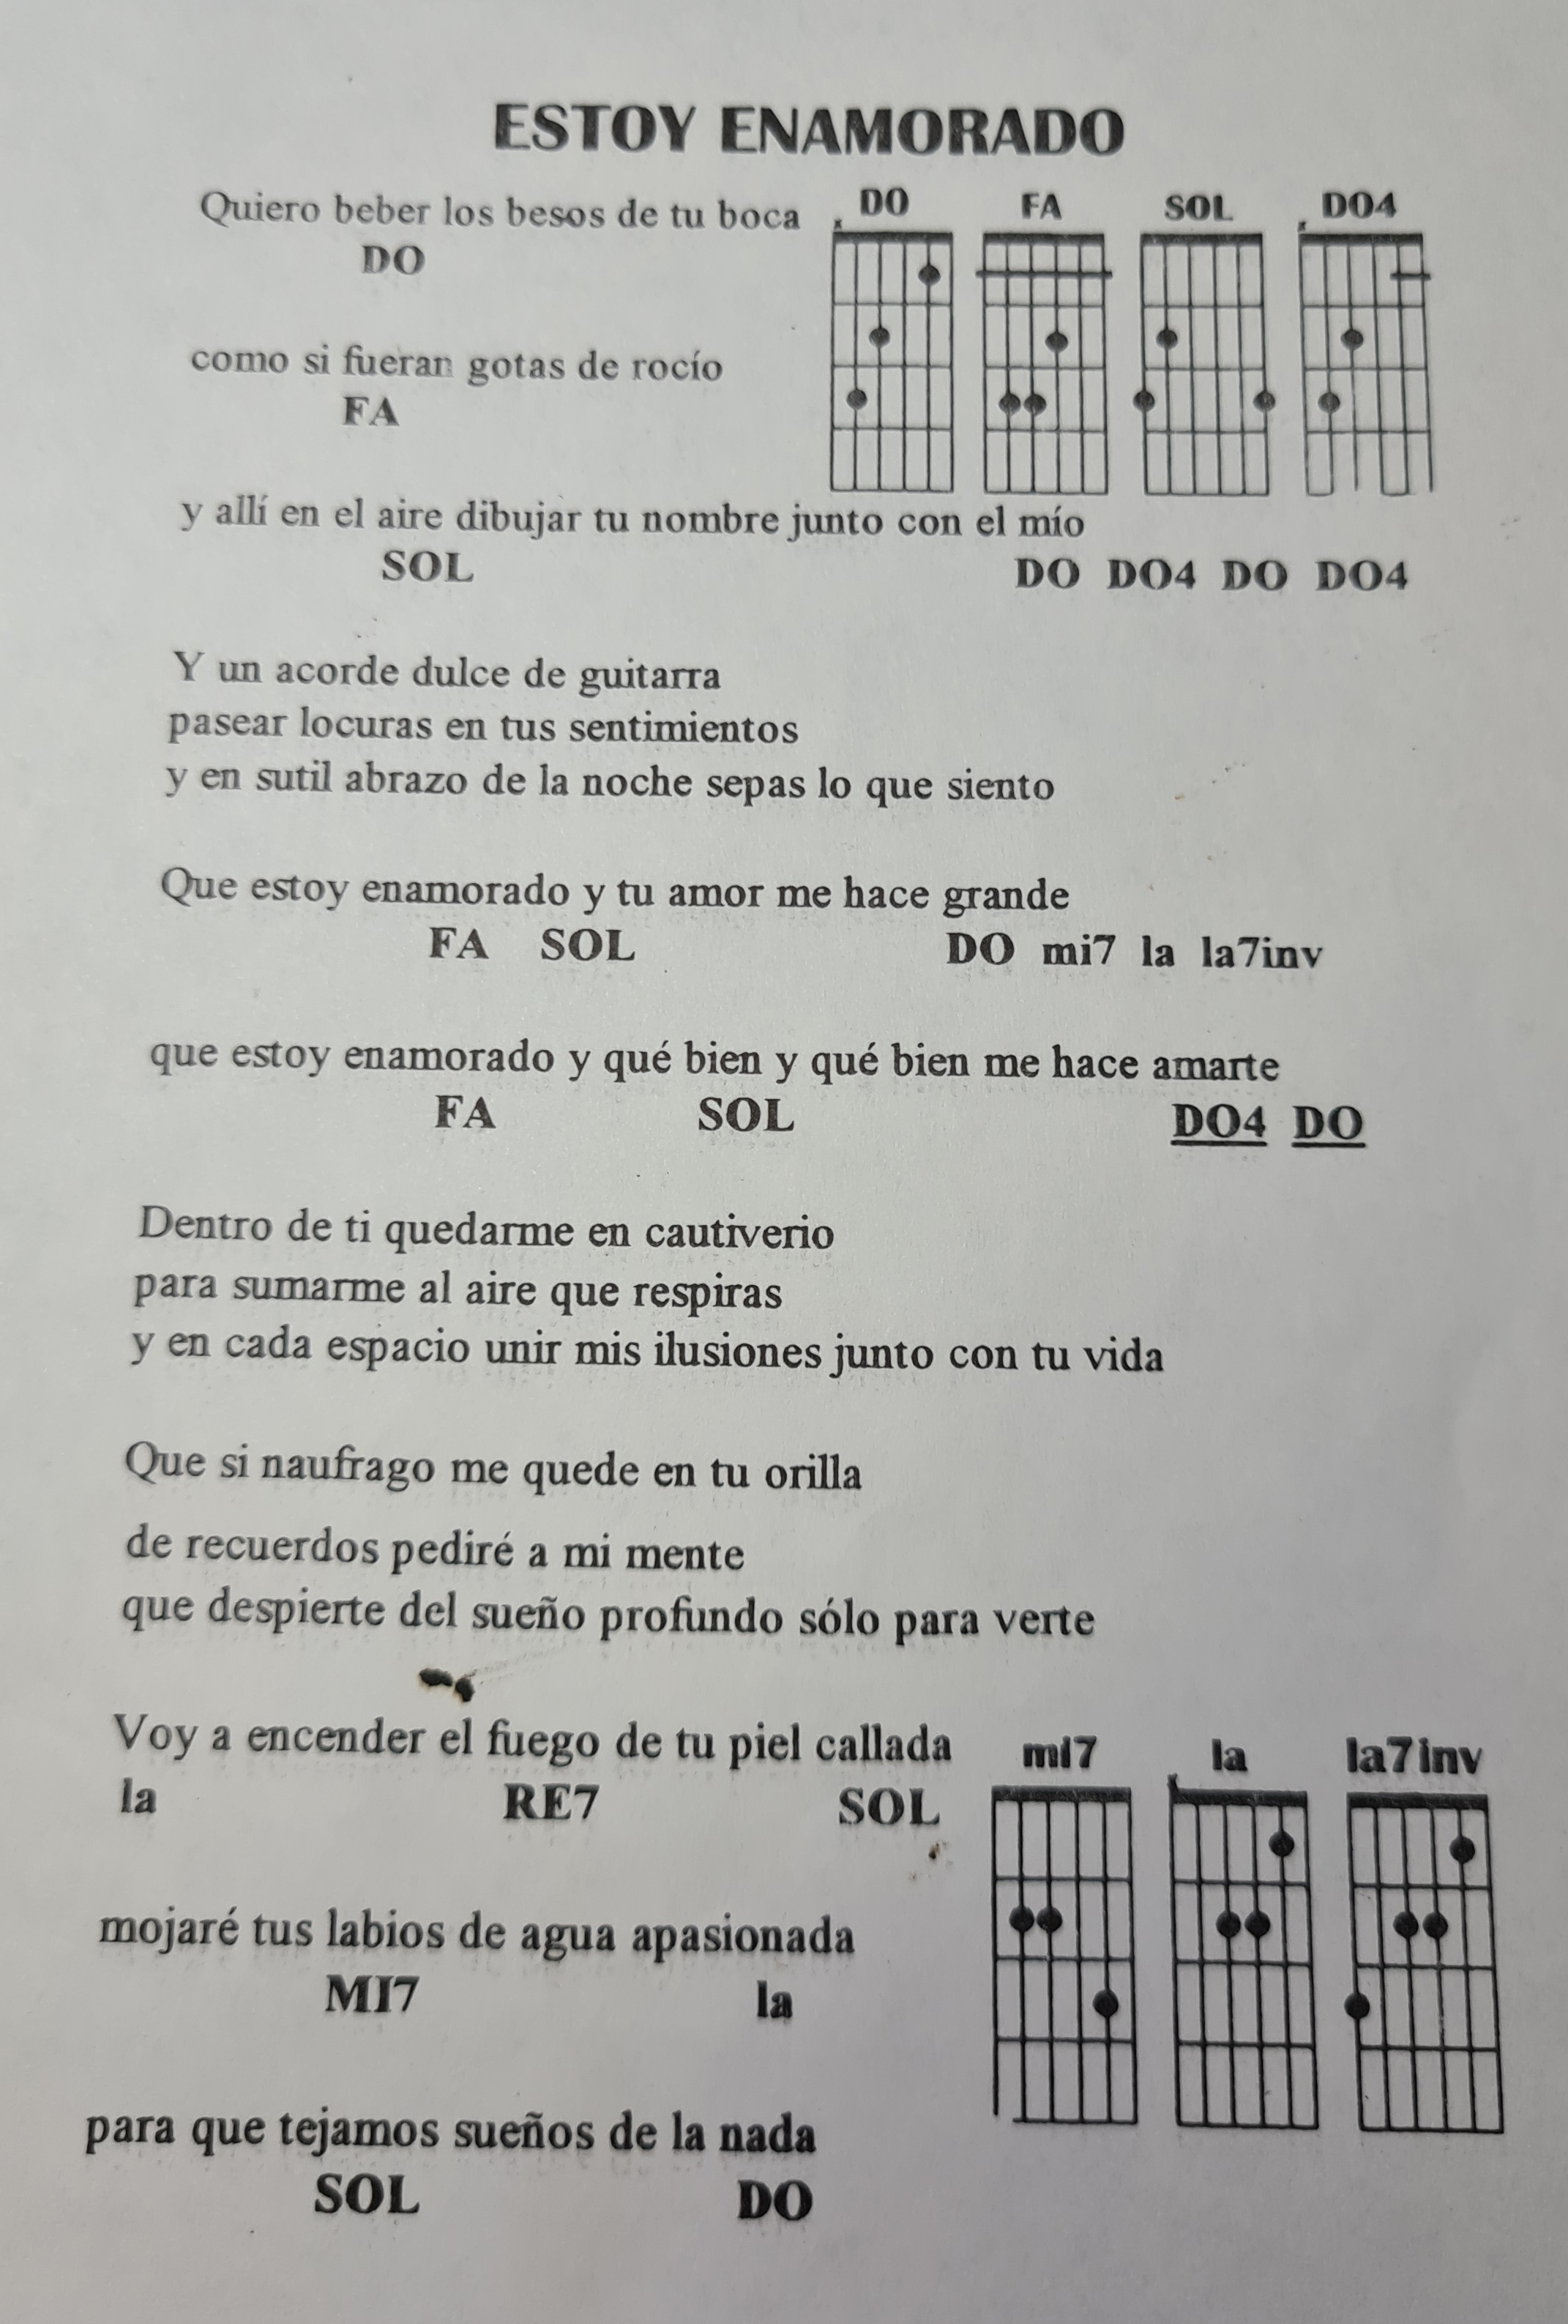 ESTOY ENAMORADO
DO FA SOL DO4
x x
Quiero beber los besos de tu boca
DO
como si fueran gotas de rocío
FA
y allí en el aire dibujar tu nombre junto con el mío
SOL DO DO4 DO DO4
Y un acorde dulce de guitarra
pasear locuras en tus sentimientos
y en sutil abrazo de la noche sepas lo que siento
Que estoy enamorado y tu amor me hace grande
FA SOL DO mi7 la la7inv
que estoy enamorado y qué bien y qué bien me hace amarte
FA SOL DO4 DO
Dentro de ti quedarme en cautiverio
para sumarme al aire que respiras
y en cada espacio unir mis ilusiones junto con tu vida
Que si naufrago me quede en tu orilla
de recuerdos pediré a mi mente
que despierte del sueño profundo sólo para verte
Voy a encender el fuego de tu piel callada
la RE7 SOL
mi7 la la7inv
mojaré tus labios de agua apasionada
MI7 la
para que tejamos sueños de la nada
SOL DO